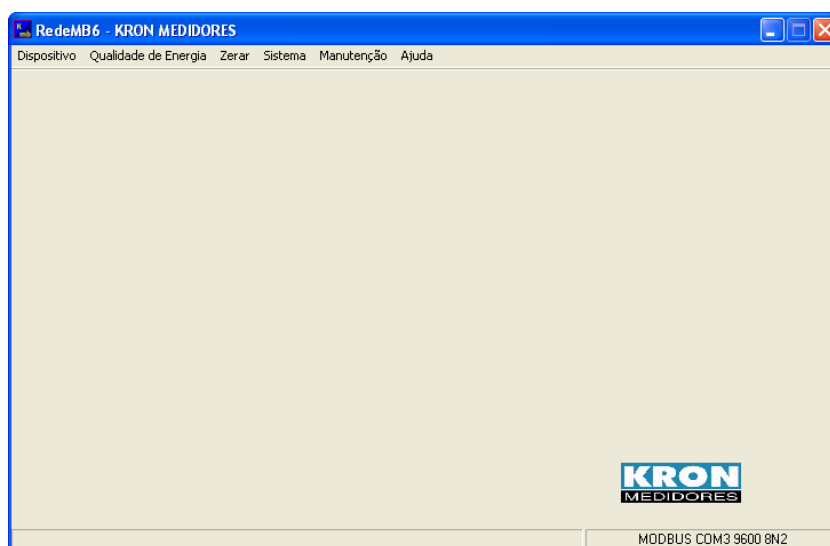 RedeMB6 - KRON MEDIDORES
Dispositivo Qualidade de Energia Zerar Sistema Manutenção Ajuda
KRON
MEDIDORES
MODBUS COM3 9600 8N2